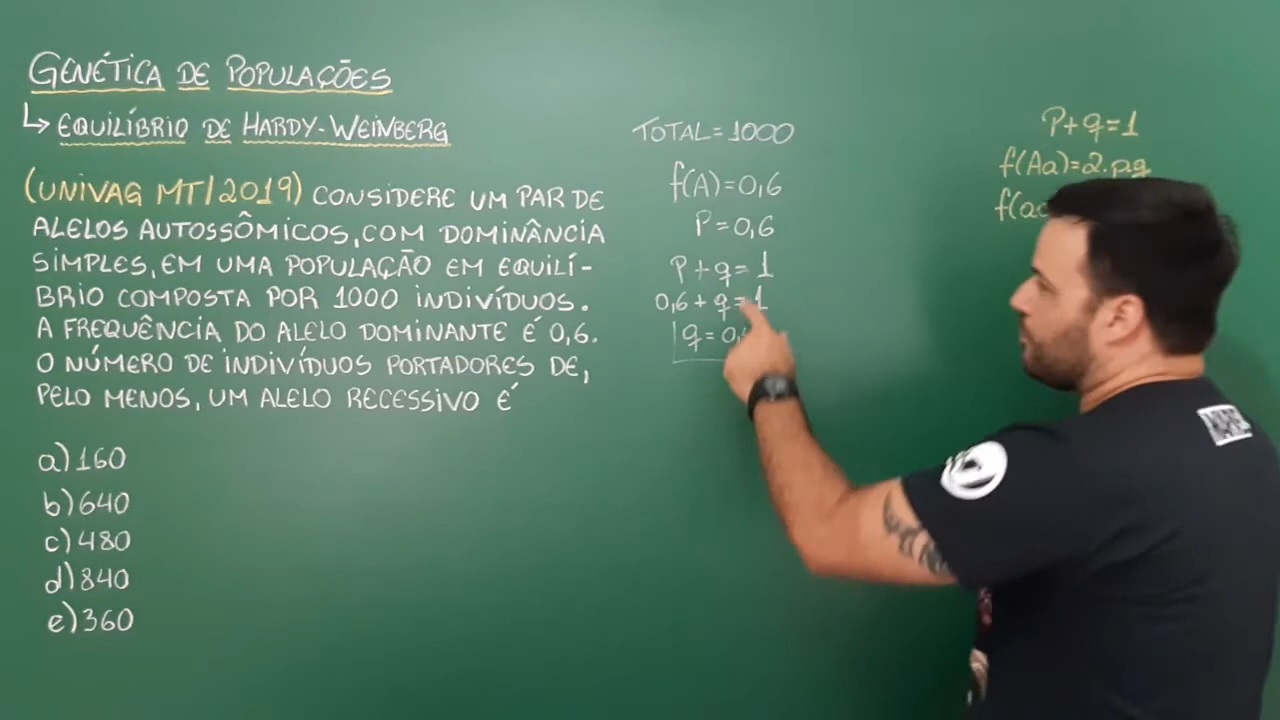 GENÉTICA DE POPULAÇÕES
↳ EQUILÍBRIO DE HARDY-WEINBERG
(UNIVAG MT/2019) CONSIDERE UM PAR DE
ALELOS AUTOSSÔMICOS, COM DOMINÂNCIA
SIMPLES, EM UMA POPULAÇÃO EM EQUILÍ-
BRIO COMPOSTA POR 1000 INDIVÍDUOS.
A FREQUÊNCIA DO ALELO DOMINANTE É 0,6.
O NÚMERO DE INDIVÍDUOS PORTADORES DE,
PELO MENOS, UM ALELO RECESSIVO É
a) 160
b) 640
c) 480
d) 840
e) 360
TOTAL = 1000
f(A) = 0,6
P = 0,6
P + q = 1
0,6 + q = 1
q = 0,
P + q = 1
f(Aa) = 2.p.q